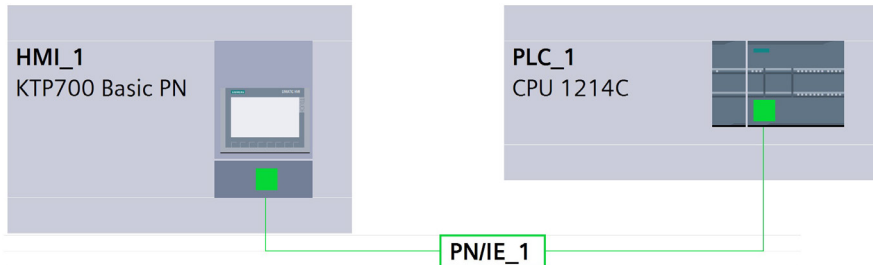 HMI_1
KTP700 Basic PN
PLC_1
CPU 1214C
PN/IE_1